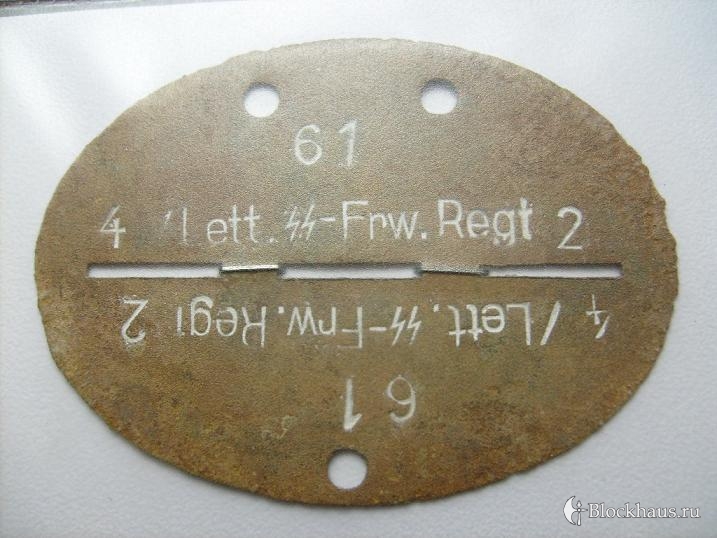 61
4 /Lett. ᛋᛋ-Frw. Regt 2
4/Lett. ᛋᛋ-Frw. Regt 2
61
Blockhaus.ru